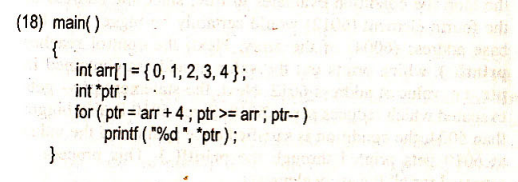 (18) main( )
{
int arr[ ] = { 0, 1, 2, 3, 4 } ;
int *ptr ;
for ( ptr = arr + 4 ; ptr >= arr ; ptr-- )
printf ( "%d ", *ptr ) ;
}